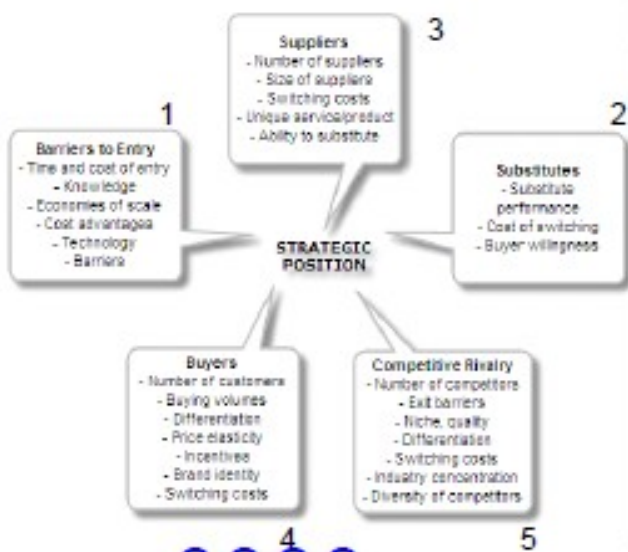 3
Suppliers
- Number of suppliers
- Size of suppliers
- Switching costs
- Unique service/product
- Ability to substitute
1
Barriers to Entry
- Time and cost of entry
- Knowledge
- Economies of scale
- Cost advantages
- Technology
- Barriers
2
Substitutes
- Substitute
performance
- Cost of switching
- Buyer willingness
STRATEGIC
POSITION
Buyers
- Number of customers
- Buying volumes
- Differentiation
- Price elasticity
- Incentives
- Brand identity
- Switching costs
4
Competitive Rivalry
- Number of competitors
- Exit barriers
- Niche, quality
- Differentiation
- Switching costs
- Industry concentration
- Diversity of competitors
5